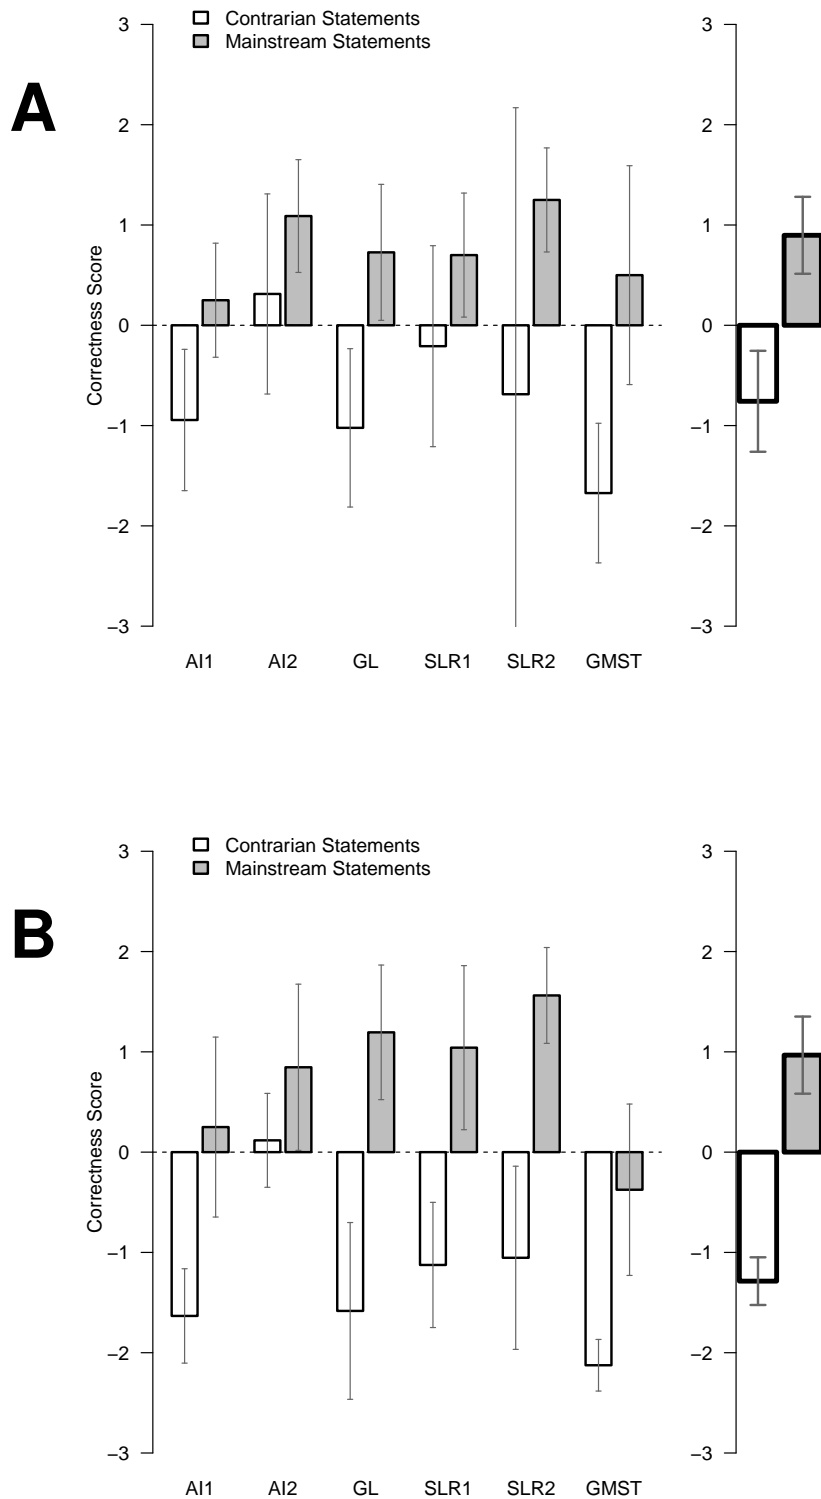 A
Contrarian Statements
Mainstream Statements
Correctness Score
3
2
1
0
−1
−2
−3
AI1 AI2 GL SLR1 SLR2 GMST
3
2
1
0
−1
−2
−3
B
Contrarian Statements
Mainstream Statements
Correctness Score
3
2
1
0
−1
−2
−3
AI1 AI2 GL SLR1 SLR2 GMST
3
2
1
0
−1
−2
−3